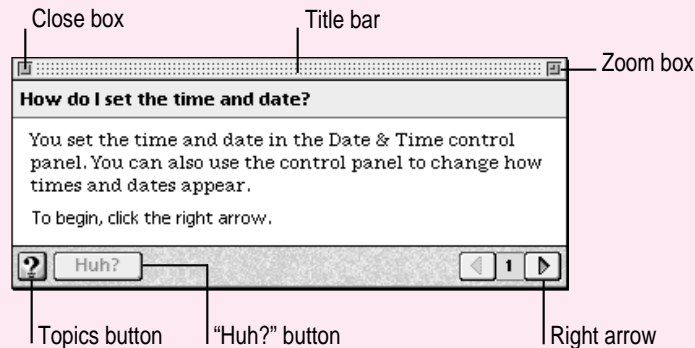 Close box
Title bar
Zoom box
How do I set the time and date?
You set the time and date in the Date & Time control
panel. You can also use the control panel to change how
times and dates appear.
To begin, click the right arrow.
? Huh? 1
Topics button
“Huh?” button
Right arrow